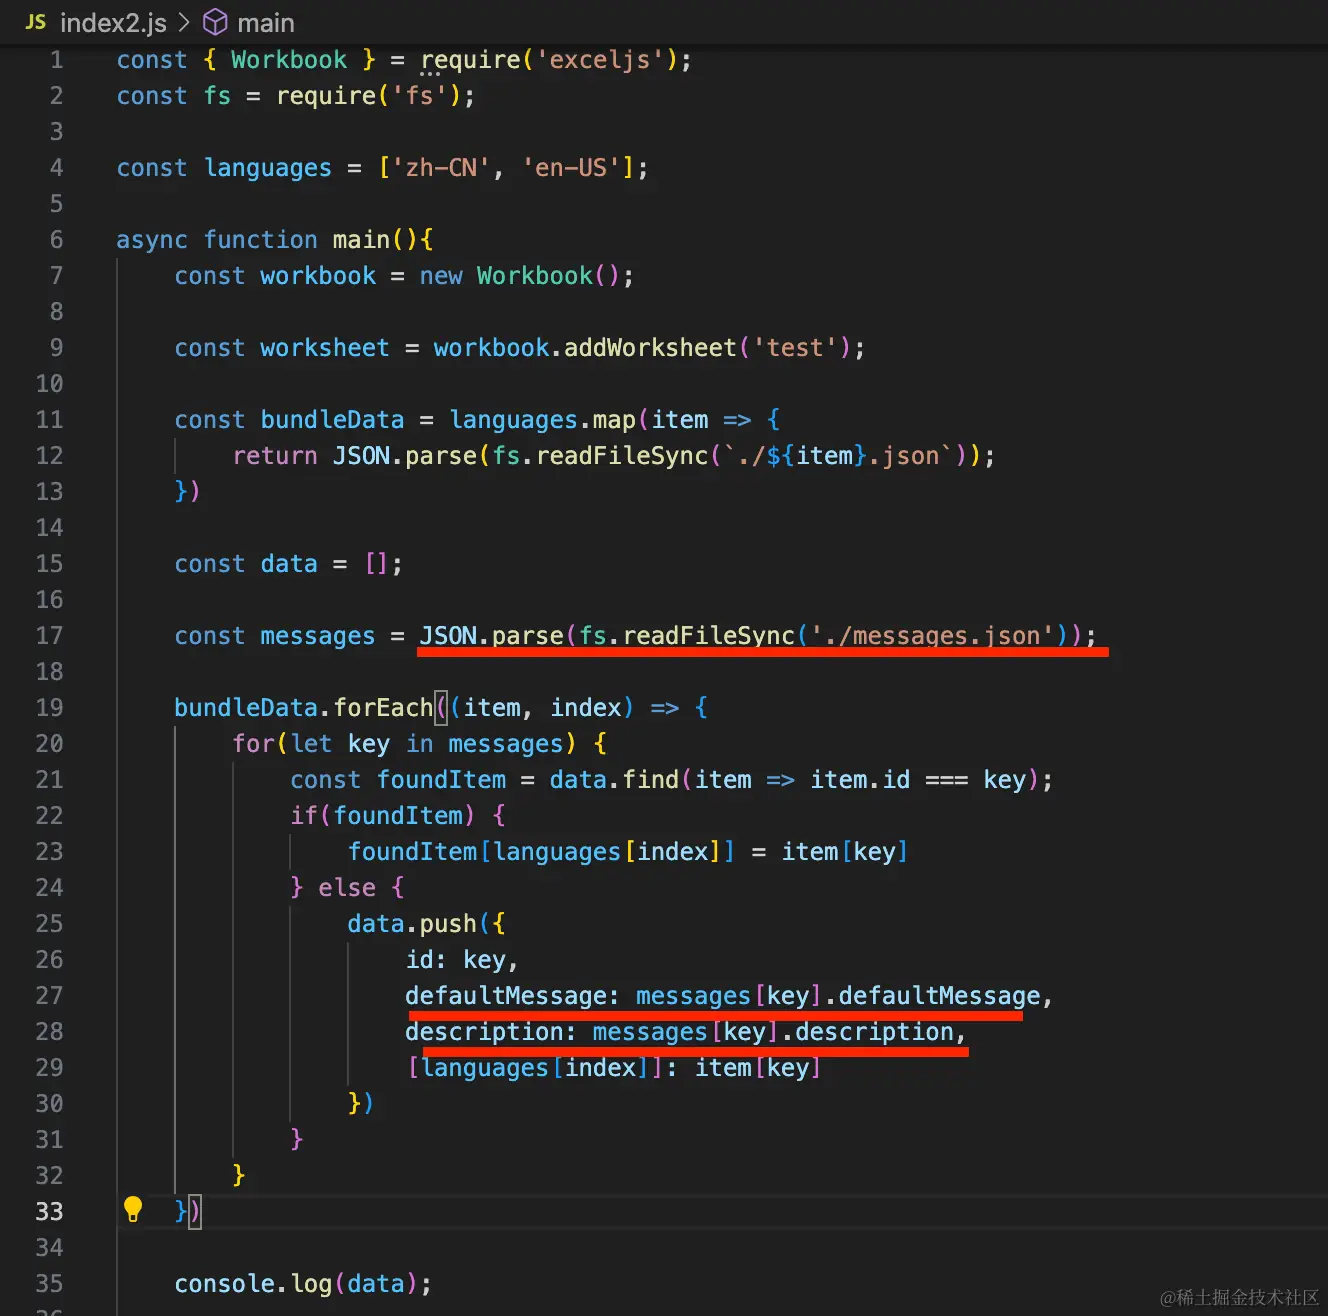 JS index2.js > main
1 const { Workbook } = require('exceljs');
2 const fs = require('fs');
3
4 const languages = ['zh-CN', 'en-US'];
5
6 async function main(){
7 const workbook = new Workbook();
8
9 const worksheet = workbook.addWorksheet('test');
10
11 const bundleData = languages.map(item => {
12 return JSON.parse(fs.readFileSync(`./${item}.json`));
13 })
14
15 const data = [];
16
17 const messages = JSON.parse(fs.readFileSync('./messages.json'));
18
19 bundleData.forEach((item, index) => {
20 for(let key in messages) {
21 const foundItem = data.find(item => item.id === key);
22 if(foundItem) {
23 foundItem[languages[index]] = item[key]
24 } else {
25 data.push({
26 id: key,
27 defaultMessage: messages[key].defaultMessage,
28 description: messages[key].description,
29 [languages[index]]: item[key]
30 })
31 }
32 }
33 })
34
35 console.log(data);
@稀土掘金技术社区